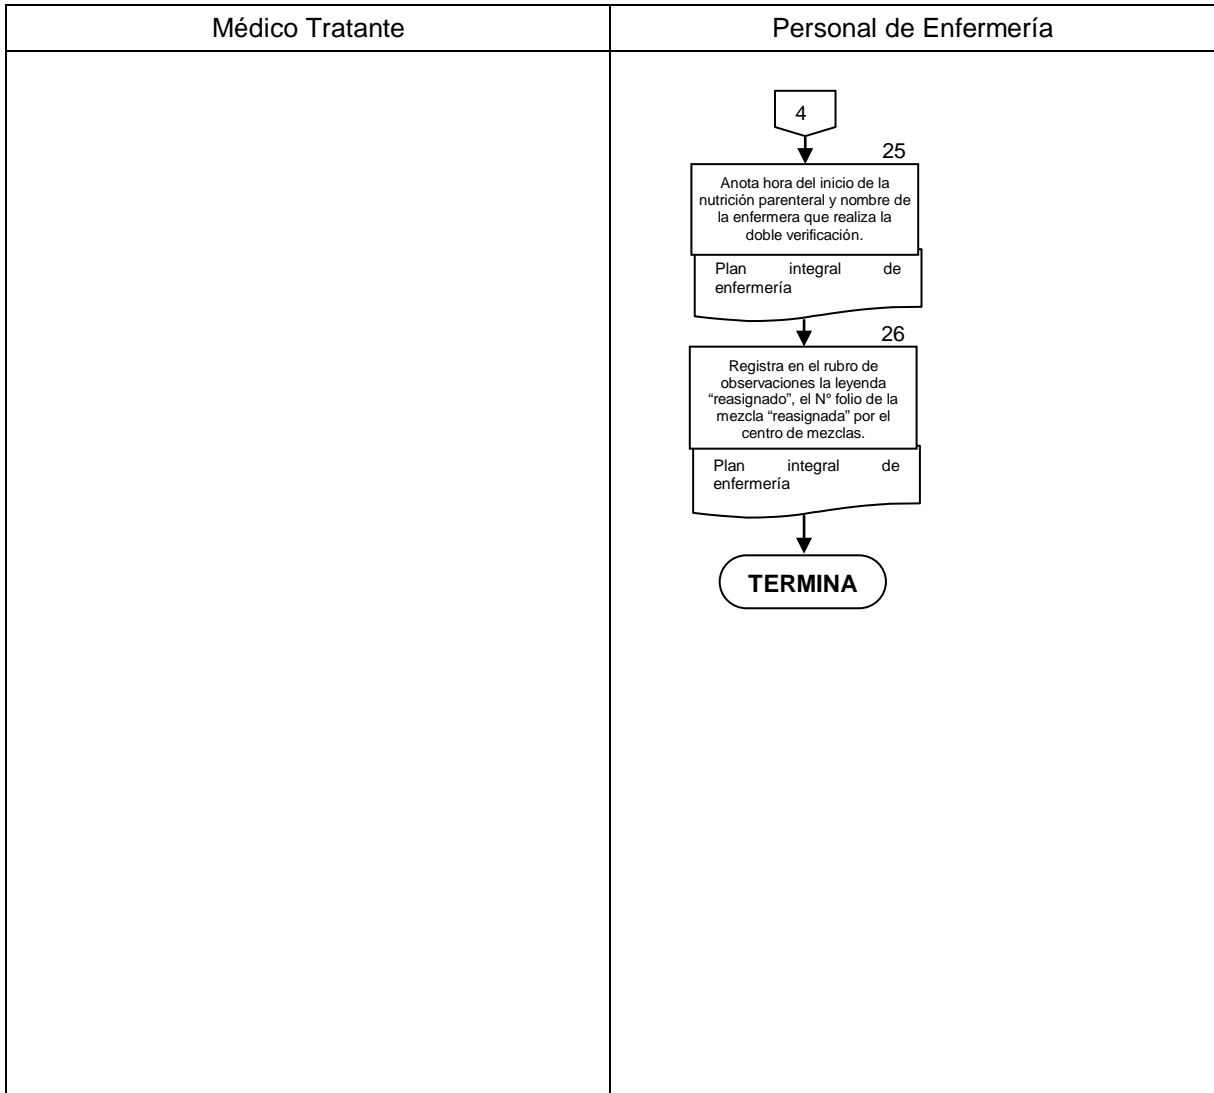 Médico Tratante
Personal de Enfermería
4
25
Anota hora del inicio de la
nutrición parenteral y nombre de
la enfermera que realiza la
doble verificación.
Plan integral de
enfermería
26
Registra en el rubro de
observaciones la leyenda
“reasignado”, el N° folio de la
mezcla “reasignada” por el
centro de mezclas.
Plan integral de
enfermería
TERMINA